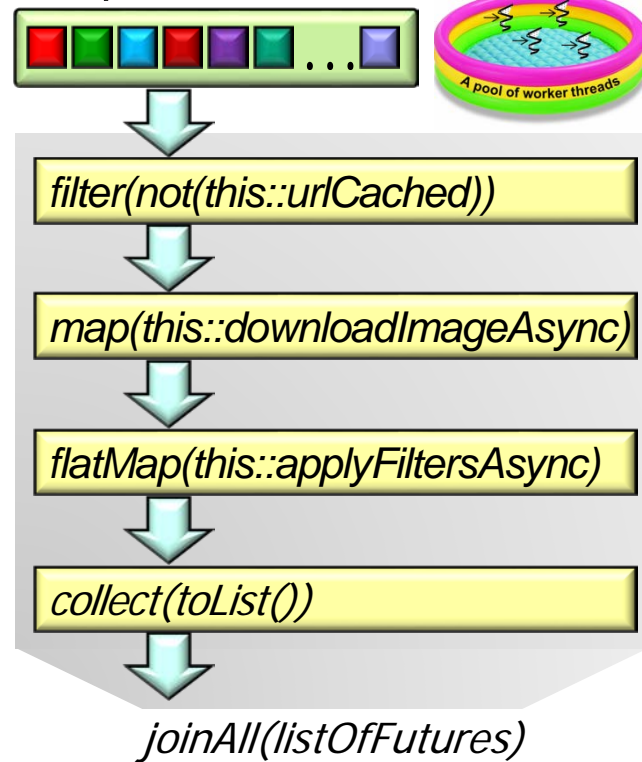 ...
A pool of worker threads
filter(not(this::urlCached))
map(this::downloadImageAsync)
flatMap(this::applyFiltersAsync)
collect(toList())
joinAll(listOfFutures)